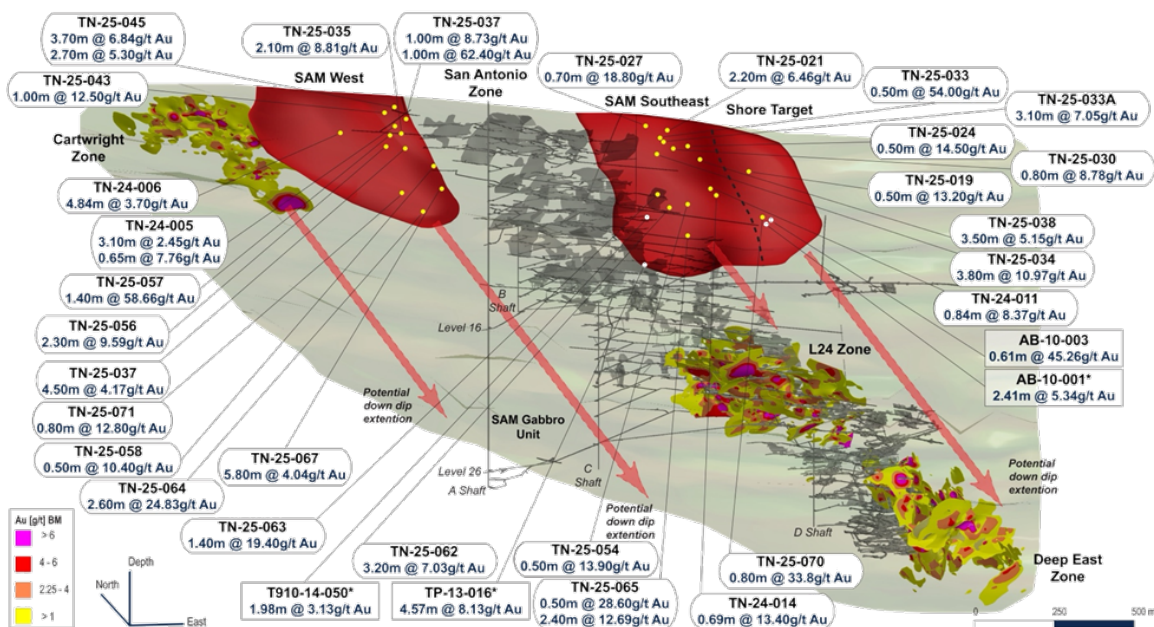 TN-25-045
3.70m @ 6.84g/t Au
2.70m @ 5.30g/t Au
TN-25-035
2.10m @ 8.81g/t Au
TN-25-037
1.00m @ 8.73g/t Au
1.00m @ 62.40g/t Au
TN-25-027
0.70m @ 18.80g/t Au
TN-25-021
2.20m @ 6.46g/t Au
TN-25-033
0.50m @ 54.00g/t Au
TN-25-033A
3.10m @ 7.05g/t Au
TN-25-043
1.00m @ 12.50g/t Au
SAM West
San Antonio
Zone
SAM Southeast
Shore Target
TN-25-024
0.50m @ 14.50g/t Au
TN-25-030
0.80m @ 8.78g/t Au
Cartwright
Zone
TN-24-006
4.84m @ 3.70g/t Au
TN-25-019
0.50m @ 13.20g/t Au
TN-24-005
3.10m @ 2.45g/t Au
0.65m @ 7.76g/t Au
TN-25-038
3.50m @ 5.15g/t Au
TN-25-034
3.80m @ 10.97g/t Au
TN-25-057
1.40m @ 58.66g/t Au
TN-24-011
0.84m @ 8.37g/t Au
B
Shaft
Level 16
TN-25-056
2.30m @ 9.59g/t Au
AB-10-003
0.61m @ 45.26g/t Au
L24 Zone
TN-25-037
4.50m @ 4.17g/t Au
AB-10-001*
2.41m @ 5.34g/t Au
Potential
down dip
extention
SAM Gabbro
Unit
TN-25-071
0.80m @ 12.80g/t Au
TN-25-058
0.50m @ 10.40g/t Au
TN-25-067
5.80m @ 4.04g/t Au
Level 26
A Shaft
C
Shaft
Potential
down dip
extention
TN-25-064
2.60m @ 24.83g/t Au
Potential
down dip
extention
D Shaft
TN-25-063
1.40m @ 19.40g/t Au
TN-25-062
3.20m @ 7.03g/t Au
TN-25-054
0.50m @ 13.90g/t Au
TN-25-070
0.80m @ 33.8g/t Au
Deep East
Zone
T910-14-050*
1.98m @ 3.13g/t Au
TP-13-016*
4.57m @ 8.13g/t Au
TN-25-065
0.50m @ 28.60g/t Au
2.40m @ 12.69g/t Au
TN-24-014
0.69m @ 13.40g/t Au
Au [g/t] BM
> 6
4 - 6
2.25 - 4
> 1
Depth
North
East
0 250 500 m